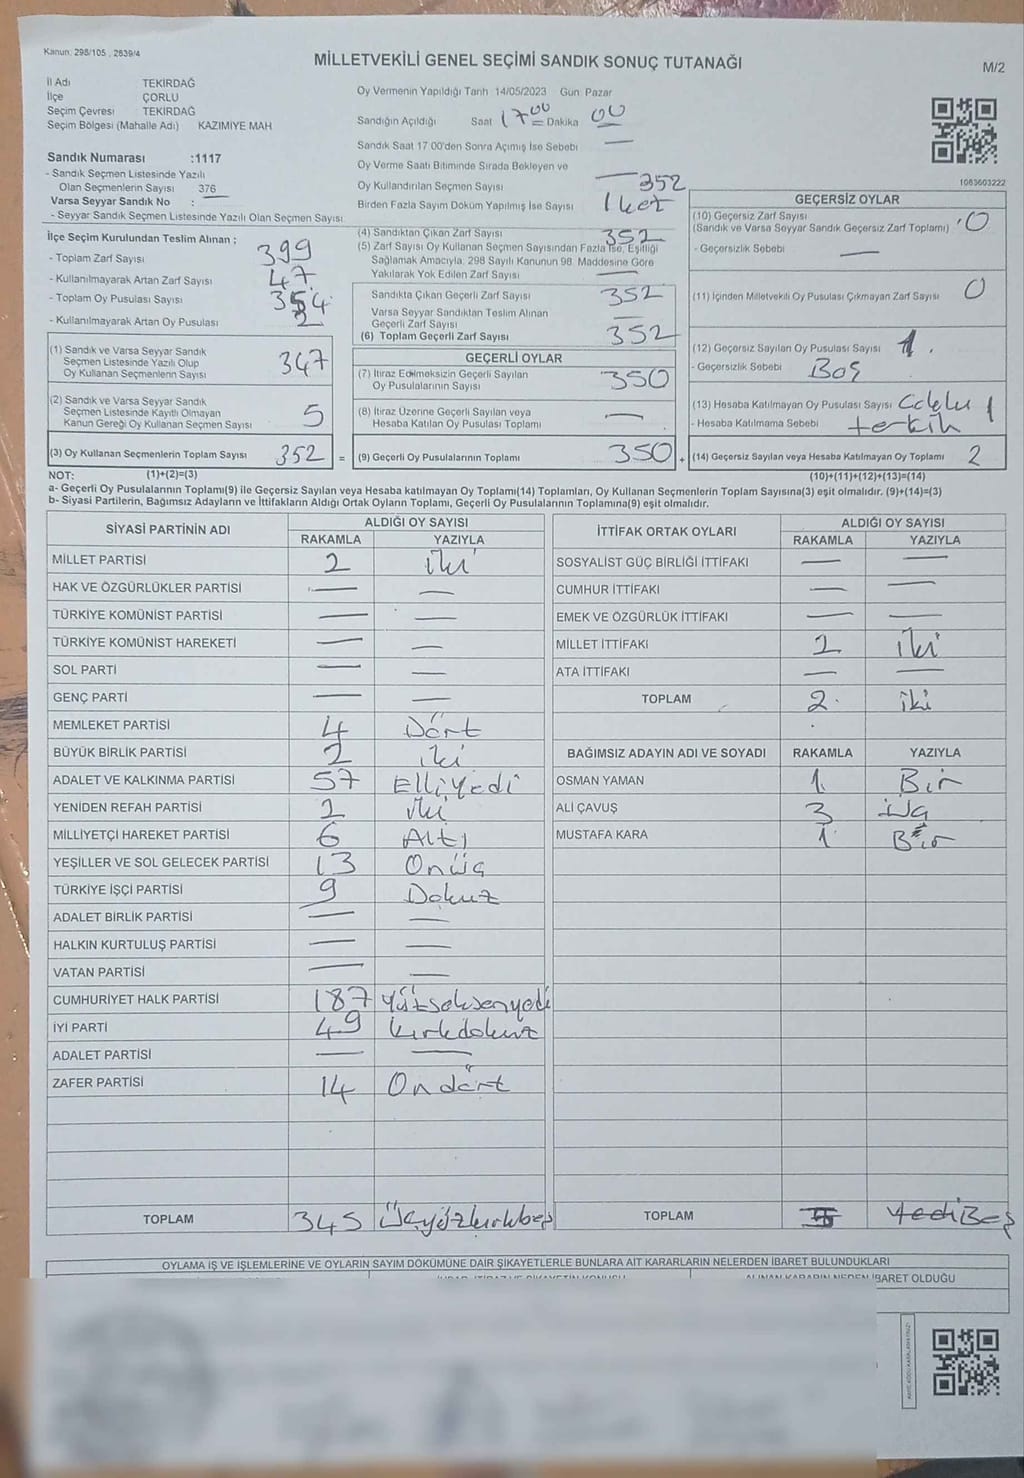 Kanun: 298/105 , 2839/4
MİLLETVEKİLİ GENEL SEÇİMİ SANDIK SONUÇ TUTANAĞI
M/2
İl Adı TEKİRDAĞ
İlçe ÇORLU
Seçim Çevresi TEKİRDAĞ
Seçim Bölgesi (Mahalle Adı) KAZIMİYE MAH
Sandık Numarası :1117
- Sandık Seçmen Listesinde Yazılı
Olan Seçmenlerin Sayısı 376
Varsa Seyyar Sandık No : —
- Seyyar Sandık Seçmen Listesinde Yazılı Olan Seçmen Sayısı
Oy Vermenin Yapıldığı Tarih 14/05/2023 Gün: Pazar
Sandığın Açıldığı Saat 17 00 Dakika 00
Sandık Saat 17:00'den Sonra Açımış İse Sebebi —
Oy Verme Saati Bitiminde Sırada Bekleyen ve
Oy Kullandırılan Seçmen Sayısı — 352
Birden Fazla Sayım Döküm Yapılmış İse Sayısı 1 kez
1063603222
İlçe Seçim Kurulundan Teslim Alınan ;
- Toplam Zarf Sayısı 399
- Kullanılmayarak Artan Zarf Sayısı 47.
- Toplam Oy Pusulası Sayısı 354
- Kullanılmayarak Artan Oy Pusulası 2
(1) Sandık ve Varsa Seyyar Sandık
Seçmen Listesinde Yazılı Olup
Oy Kullanan Seçmenlerin Sayısı 347
(2) Sandık ve Varsa Seyyar Sandık
Seçmen Listesinde Kayıtlı Olmayan
Kanun Gereği Oy Kullanan Seçmen Sayısı 5
(3) Oy Kullanan Seçmenlerin Toplam Sayısı 352 =
(4) Sandıktan Çıkan Zarf Sayısı 352
(5) Zarf Sayısı Oy Kullanan Seçmen Sayısından Fazla İse, Eşitliği
Sağlamak Amacıyla, 298 Sayılı Kanunun 98. Maddesine Göre
Yakılarak Yok Edilen Zarf Sayısı —
Sandıkta Çıkan Geçerli Zarf Sayısı 352
Varsa Seyyar Sandıktan Teslim Alınan
Geçerli Zarf Sayısı —
(6) Toplam Geçerli Zarf Sayısı 352
GEÇERLİ OYLAR
(7) İtiraz Edilmeksizin Geçerli Sayılan
Oy Pusulalarının Sayısı 350
(8) İtiraz Üzerine Geçerli Sayılan veya
Hesaba Katılan Oy Pusulası Toplamı —
(9) Geçerli Oy Pusulalarının Toplamı 350 +
GEÇERSİZ OYLAR
(10) Geçersiz Zarf Sayısı 0
(Sandık ve Varsa Seyyar Sandık Geçersiz Zarf Toplamı)
- Geçersizlik Sebebi —
(11) İçinden Milletvekili Oy Pusulası Çıkmayan Zarf Sayısı 0
(12) Geçersiz Sayılan Oy Pusulası Sayısı 1.
- Geçersizlik Sebebi Boş
(13) Hesaba Katılmayan Oy Pusulası Sayısı 1
- Hesaba Katılmama Sebebi
(14) Geçersiz Sayılan veya Hesaba Katılmayan Oy Toplamı 2
NOT: (1)+(2)=(3) (10)+(11)+(12)+(13)=(14)
a- Geçerli Oy Pusulalarının Toplamı(9) ile Geçersiz Sayılan veya Hesaba katılmayan Oy Toplamı(14) Toplamları, Oy Kullanan Seçmenlerin Toplam Sayısına(3) eşit olmalıdır. (9)+(14)=(3)
b- Siyasi Partilerin, Bağımsız Adayların ve İttifakların Aldığı Ortak Oyların Toplamı, Geçerli Oy Pusulalarının Toplamına(9) eşit olmalıdır.
SİYASİ PARTİNİN ADI ALDIĞI OY SAYISI
RAKAMLA YAZIYLA
MİLLET PARTİSİ 2 iki
HAK VE ÖZGÜRLÜKLER PARTİSİ — —
TÜRKİYE KOMÜNİST PARTİSİ — —
TÜRKİYE KOMÜNİST HAREKETİ — —
SOL PARTİ — —
GENÇ PARTİ — —
MEMLEKET PARTİSİ 4 Dört
BÜYÜK BİRLİK PARTİSİ 2 iki
ADALET VE KALKINMA PARTİSİ 57 Elliyedi
YENİDEN REFAH PARTİSİ 2 iki
MİLLİYETÇİ HAREKET PARTİSİ 6 Altı
YEŞİLLER VE SOL GELECEK PARTİSİ 13 Onüç
TÜRKİYE İŞÇİ PARTİSİ 9 Dokuz
ADALET BİRLİK PARTİSİ — —
HALKIN KURTULUŞ PARTİSİ — —
VATAN PARTİSİ — —
CUMHURİYET HALK PARTİSİ 187 Yüzseksenyedi
İYİ PARTİ 49 kırkdokuz
ADALET PARTİSİ — —
ZAFER PARTİSİ 14 Ondört
TOPLAM 345 Üçyüzkırkbeş
İTTİFAK ORTAK OYLARI ALDIĞI OY SAYISI
RAKAMLA YAZIYLA
SOSYALİST GÜÇ BİRLİĞİ İTTİFAKI — —
CUMHUR İTTİFAKI — —
EMEK VE ÖZGÜRLÜK İTTİFAKI — —
MİLLET İTTİFAKI 2 iki
ATA İTTİFAKI — —
TOPLAM 2 iki
BAĞIMSIZ ADAYIN ADI VE SOYADI RAKAMLA YAZIYLA
OSMAN YAMAN 1 Bir
ALİ ÇAVUŞ 3 üç
MUSTAFA KARA 1 Bir
TOPLAM Yedi Beş
OYLAMA İŞ VE İŞLEMLERİNE VE OYLARIN SAYIM DÖKÜMÜNE DAİR ŞİKAYETLERLE BUNLARA AİT KARARLARIN NELERDEN İBARET BULUNDUKLARI
ALINAN KARARIN NEDEN İBARET OLDUĞU